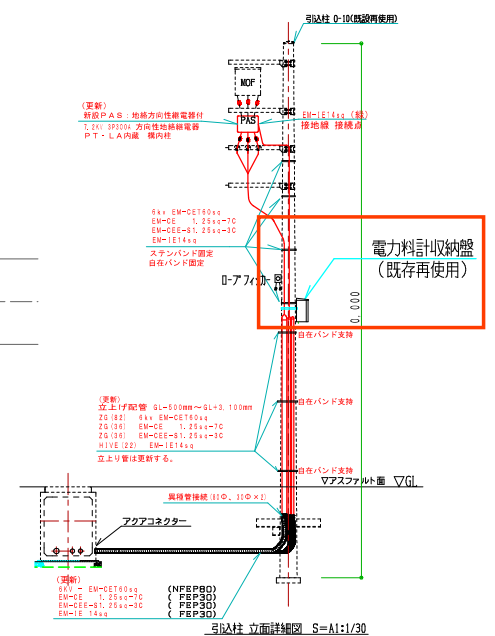 引込柱 0-10(既設再使用)
MOF
(更新)
新設PAS:地絡方向性継電器付
7.2KV 3P300A 方向性地絡継電器
PT・LA内蔵 構内柱
PAS
EM-IE14sq (緑)
接地線 接続点
6kv EM-CET60sq
EM-CE 1.25sq-7C
EM-CEE-S1.25sq-3C
EM-IE14sq
ステンバンド固定
自在バンド固定
電力料計収納盤
(既存再使用)
ロープフィッカー
0.000
自在バンド支持
(更新)
立上げ配管 GL-500mm～GL+3,100mm
ZG(82) 6kv EM-CET60sq
ZG(36) EM-CE 1.25sq-7C
ZG(36) EM-CEE-S1.25sq-3C
HIVE(22) EM-IE14sq
立上り管は更新する。
自在バンド支持
自在バンド支持
▽アスファルト面 ▽GL
異種管接続(80Φ、30Φ×2)
アクアコネクター
(更新)
6KV - EM-CET60sq (NFEP80)
EM-CE 1.25sq-7C ( FEP30)
EM-CEE-S1.25sq-3C ( FEP30)
EM-IE 14sq ( FEP30)
引込柱 立面詳細図 S=A1:1/30